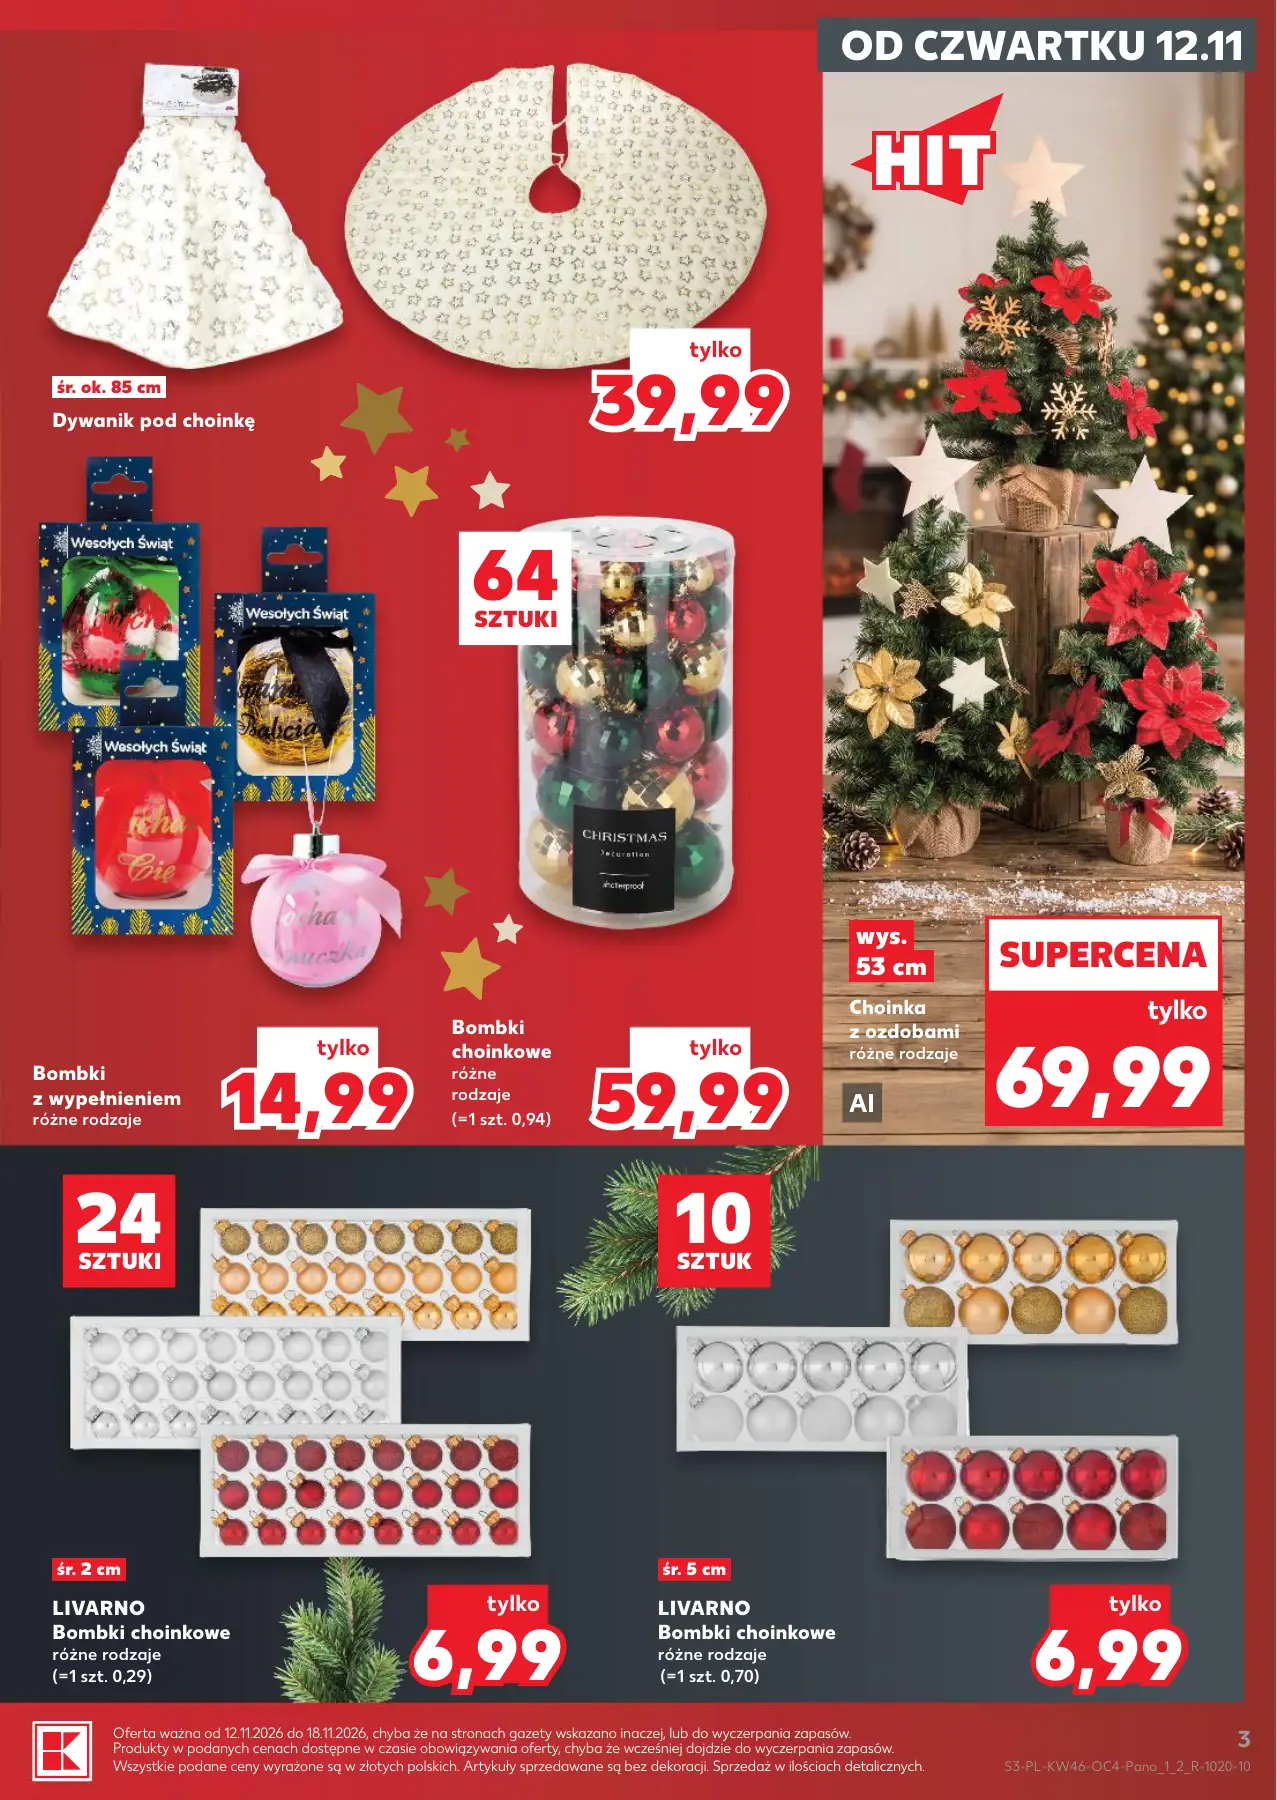 OD CZWARTKU 12.11
HIT
tylko
39,99
śr. ok. 85 cm
Dywanik pod choinkę
Wesołych Świąt
Wesołych Świąt
Babcia
Wesołych Świąt
Cię
64
SZTUKI
CHRISTMAS
Decoration
shatterproof
Bombki
z wypełnieniem
różne rodzaje
tylko
14,99
Bombki
choinkowe
różne
rodzaje
(=1 szt. 0,94)
tylko
59,99
wys.
53 cm
Choinka
z ozdobami
różne rodzaje
AI
SUPERCENA
tylko
69,99
24
SZTUKI
śr. 2 cm
LIVARNO
Bombki choinkowe
różne rodzaje
(=1 szt. 0,29)
tylko
6,99
10
SZTUK
śr. 5 cm
LIVARNO
Bombki choinkowe
różne rodzaje
(=1 szt. 0,70)
tylko
6,99
Oferta ważna od 12.11.2026 do 18.11.2026, chyba że na stronach gazety wskazano inaczej, lub do wyczerpania zapasów.
Produkty w podanych cenach dostępne w czasie obowiązywania oferty, chyba że wcześniej dojdzie do wyczerpania zapasów.
Wszystkie podane ceny wyrażone są w złotych polskich. Artykuły sprzedawane są bez dekoracji. Sprzedaż w ilościach detalicznych.
3
S3-PL-KW46-OC4-Pano_1_2_R-1020-10